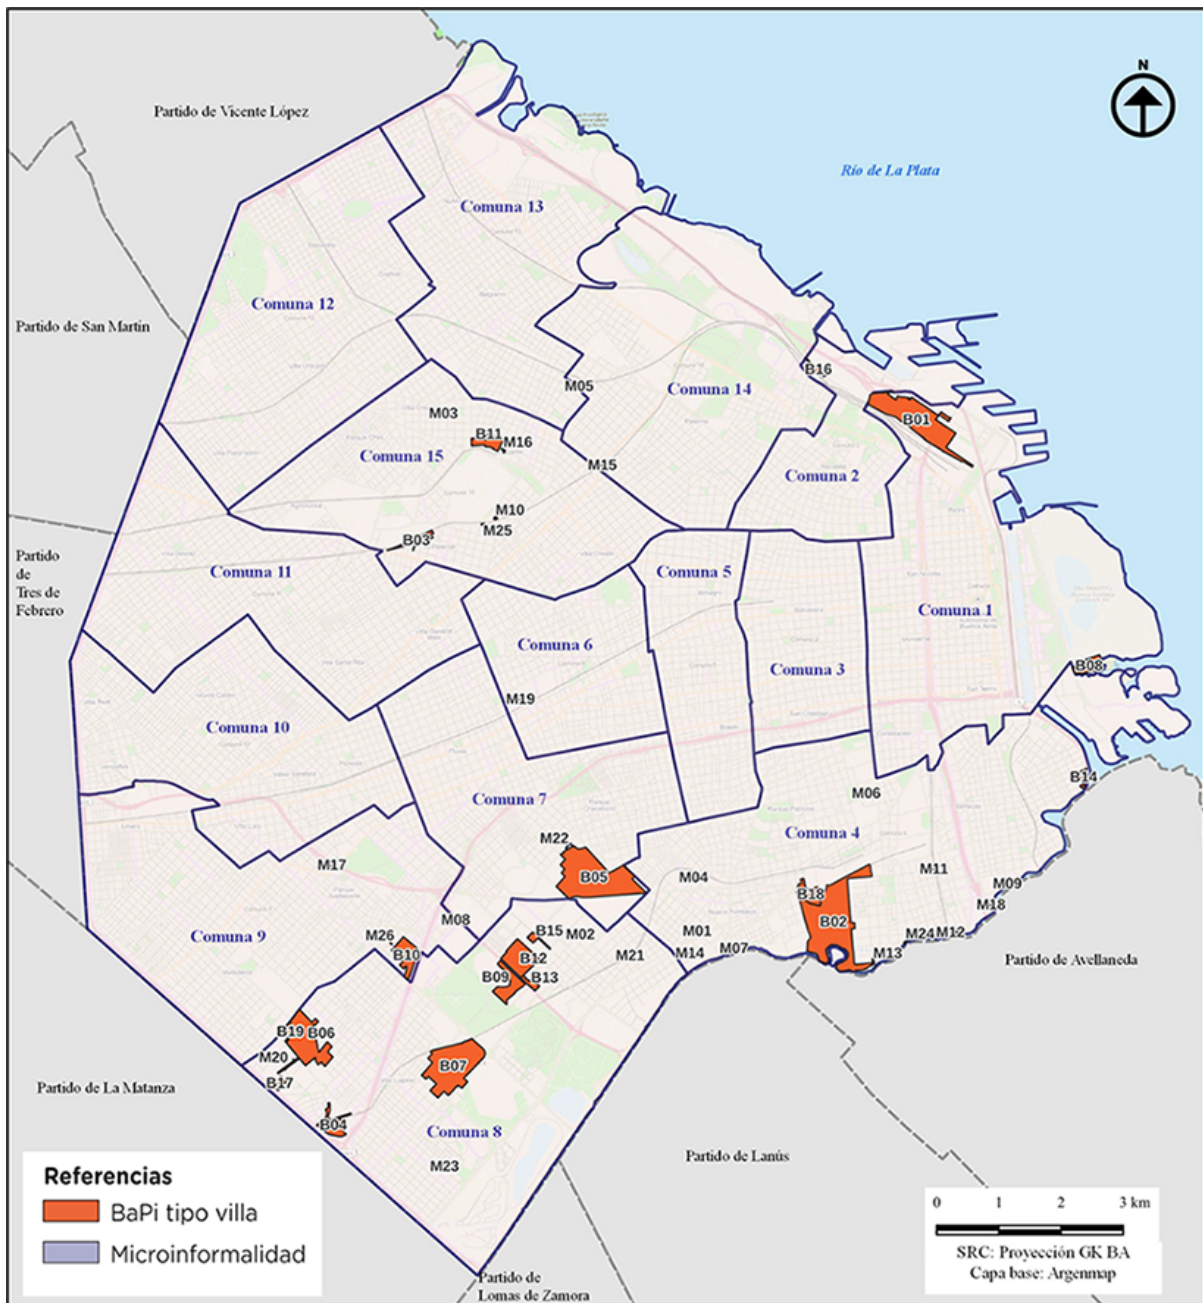 N
Partido de Vicente López
Río de La Plata
Comuna 13
Comuna 12
Partido de San Martín
B16
M05
Comuna 14
M03
B01
B11
M16
Comuna 15
M15
Comuna 2
M10
M25
B03
Partido
de
Tres de
Febrero
Comuna 11
Comuna 5
Comuna 1
Comuna 6
B08
Comuna 3
M19
Comuna 10
B14
M06
Comuna 7
Comuna 4
M22
M17
M11
B05
M04
M09
B18
M18
M08
B02
M26
B15
M02
M01
M24
M12
Comuna 9
B10
B12
M21
M14
M07
M13
Partido de Avellaneda
B09
B13
B19
B06
M20
B07
B17
Partido de La Matanza
B04
Comuna 8
Partido de Lanús
M23
Referencias
BaPi tipo villa
Microinformalidad
0 1 2 3 km
SRC: Proyección GK BA
Capa base: Argenmap
Partido de
Lomas de Zamora